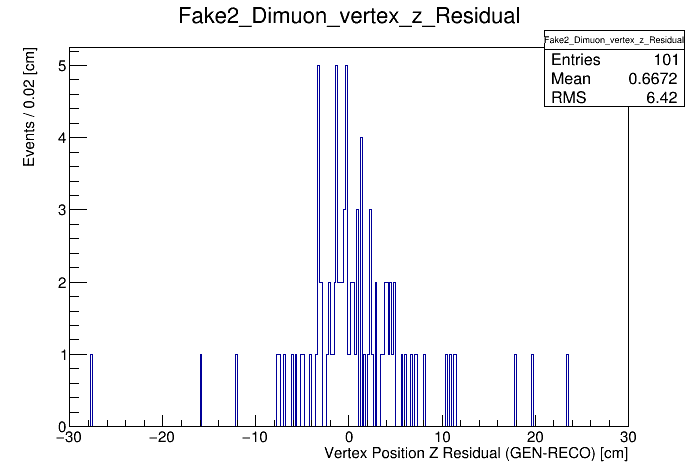 Fake2_Dimuon_vertex_z_Residual
Fake2_Dimuon_vertex_z_Residual
Entries 101
Mean 0.6672
RMS 6.42
Events / 0.02 [cm]
5
4
3
2
1
0
−30 −20 −10 0 10 20 30
Vertex Position Z Residual (GEN-RECO) [cm]